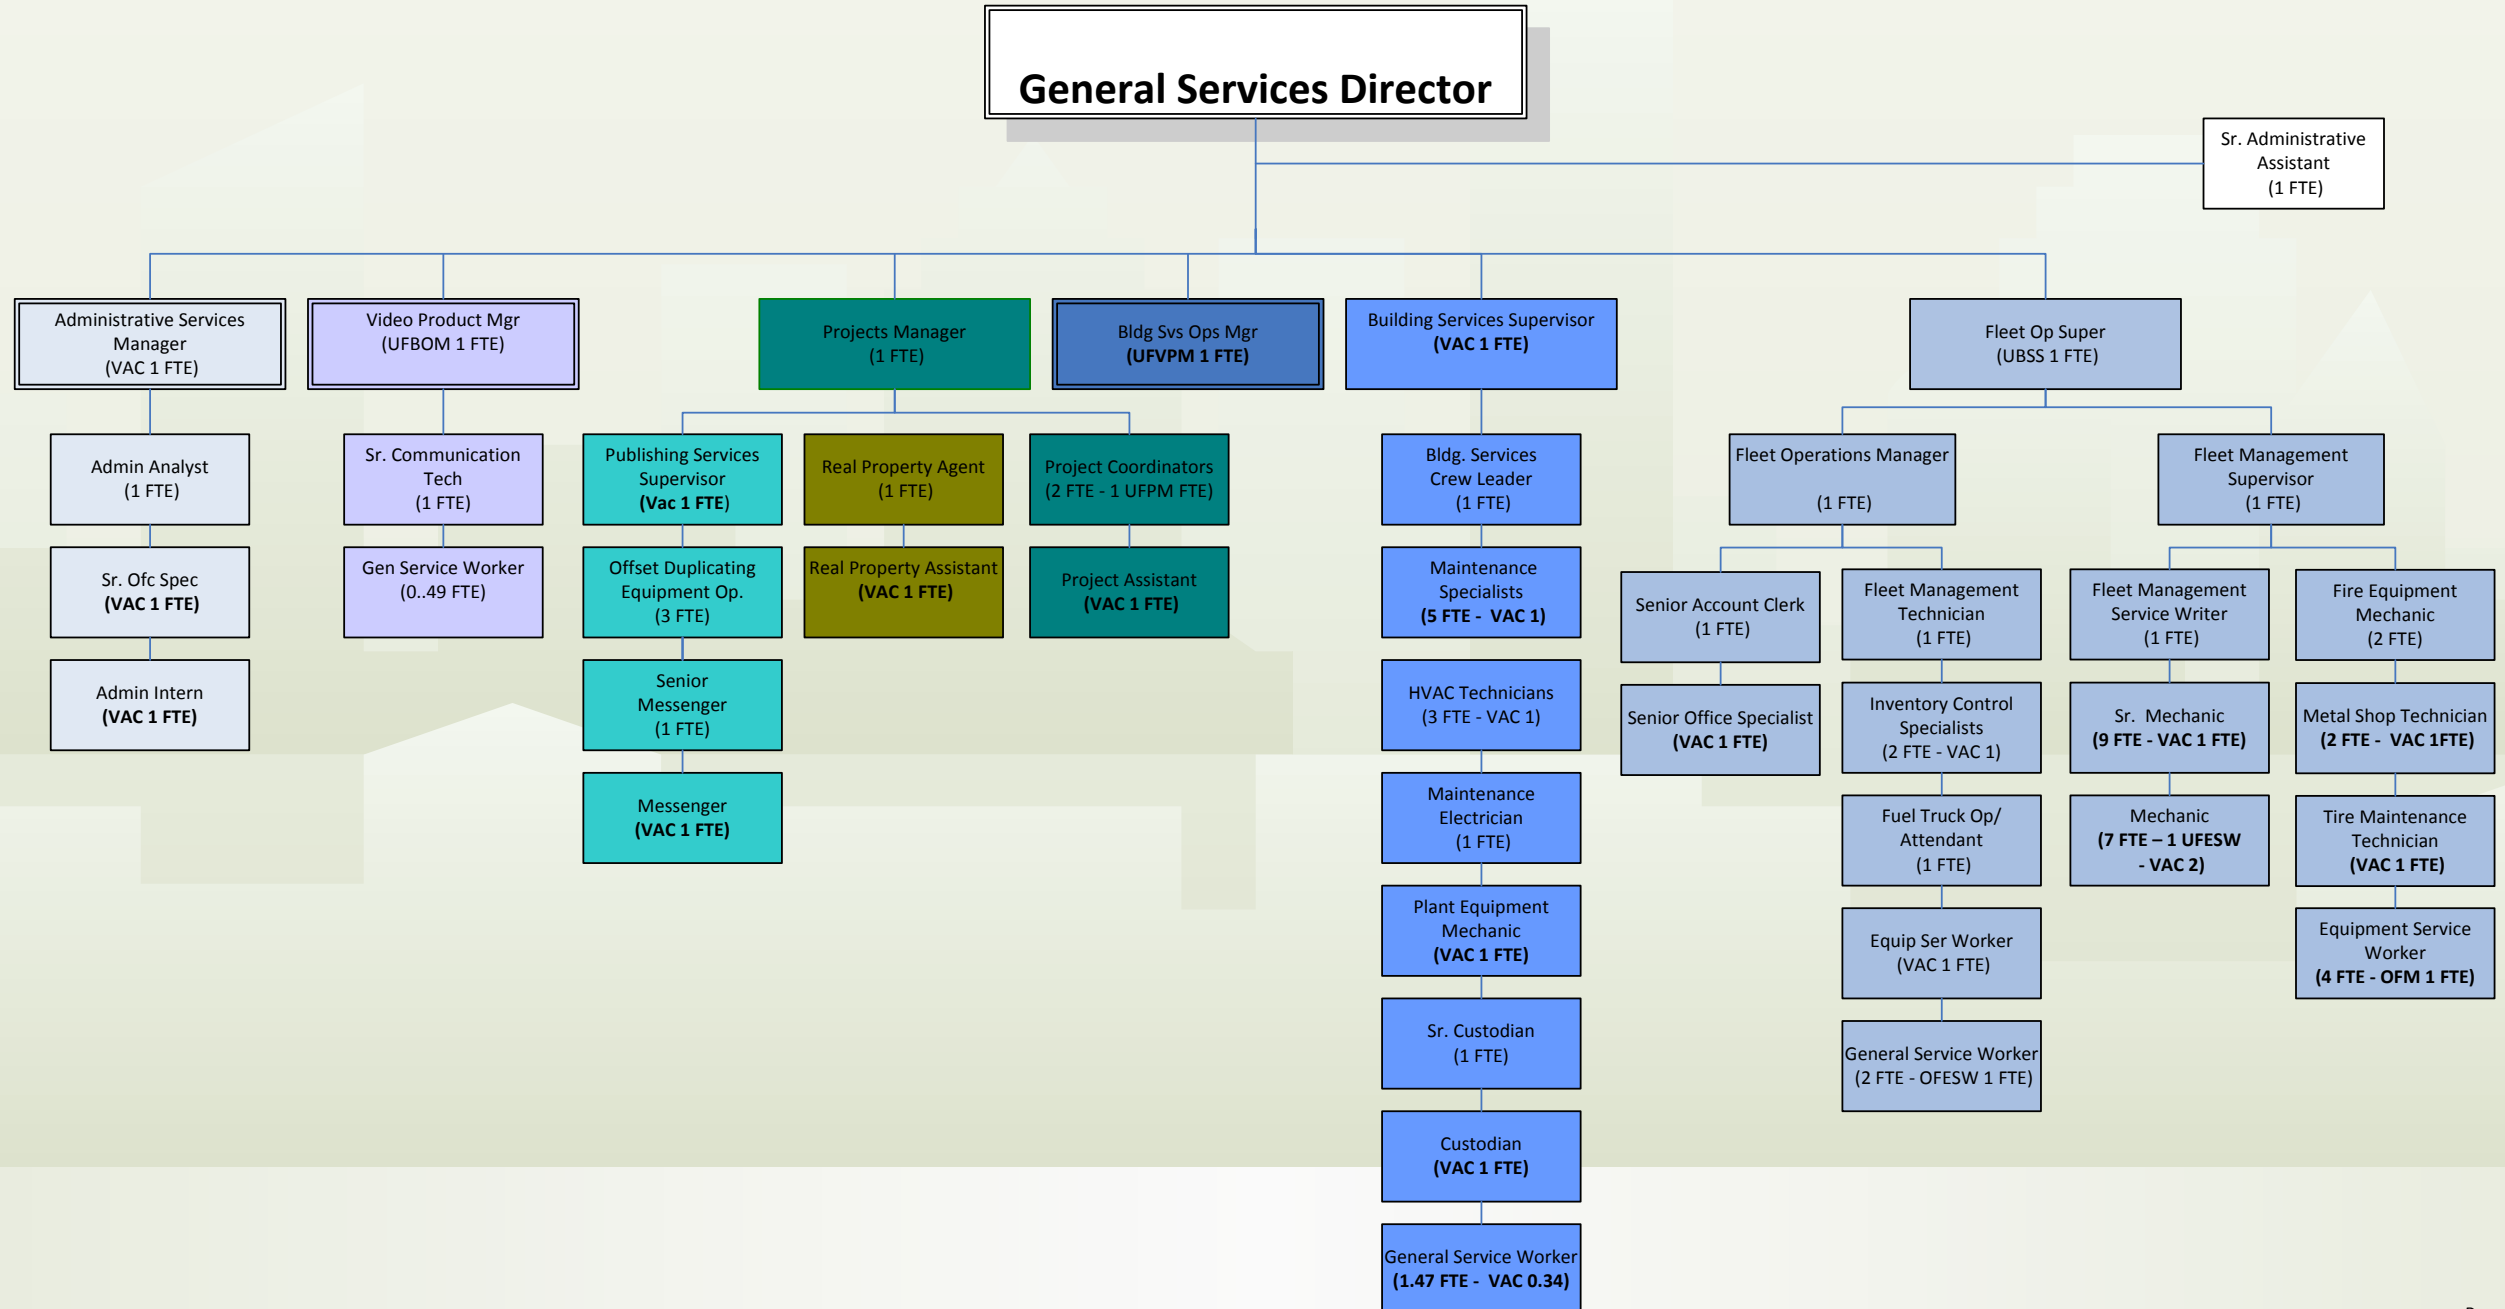 General Services Director
Sr. Administrative
Assistant
(1 FTE)
Administrative Services
Manager
(VAC 1 FTE)
Video Product Mgr
(UFBOM 1 FTE)
Projects Manager
(1 FTE)
Bldg Svs Ops Mgr
(UFVPM 1 FTE)
Building Services Supervisor
(VAC 1 FTE)
Fleet Op Super
(UBSS 1 FTE)
Admin Analyst
(1 FTE)
Sr. Ofc Spec
(VAC 1 FTE)
Admin Intern
(VAC 1 FTE)
Sr. Communication
Tech
(1 FTE)
Gen Service Worker
(0..49 FTE)
Publishing Services
Supervisor
(Vac 1 FTE)
Offset Duplicating
Equipment Op.
(3 FTE)
Senior
Messenger
(1 FTE)
Messenger
(VAC 1 FTE)
Real Property Agent
(1 FTE)
Real Property Assistant
(VAC 1 FTE)
Project Coordinators
(2 FTE - 1 UFPM FTE)
Project Assistant
(VAC 1 FTE)
Bldg. Services
Crew Leader
(1 FTE)
Maintenance
Specialists
(5 FTE - VAC 1)
HVAC Technicians
(3 FTE - VAC 1)
Maintenance
Electrician
(1 FTE)
Plant Equipment
Mechanic
(VAC 1 FTE)
Sr. Custodian
(1 FTE)
Custodian
(VAC 1 FTE)
General Service Worker
(1.47 FTE - VAC 0.34)
Fleet Operations Manager
(1 FTE)
Senior Account Clerk
(1 FTE)
Senior Office Specialist
(VAC 1 FTE)
Fleet Management
Technician
(1 FTE)
Inventory Control
Specialists
(2 FTE - VAC 1)
Fuel Truck Op/
Attendant
(1 FTE)
Equip Ser Worker
(VAC 1 FTE)
General Service Worker
(2 FTE - OFESW 1 FTE)
Fleet Management
Supervisor
(1 FTE)
Fleet Management
Service Writer
(1 FTE)
Sr. Mechanic
(9 FTE - VAC 1 FTE)
Mechanic
(7 FTE – 1 UFESW
- VAC 2)
Fire Equipment
Mechanic
(2 FTE)
Metal Shop Technician
(2 FTE - VAC 1FTE)
Tire Maintenance
Technician
(VAC 1 FTE)
Equipment Service
Worker
(4 FTE - OFM 1 FTE)